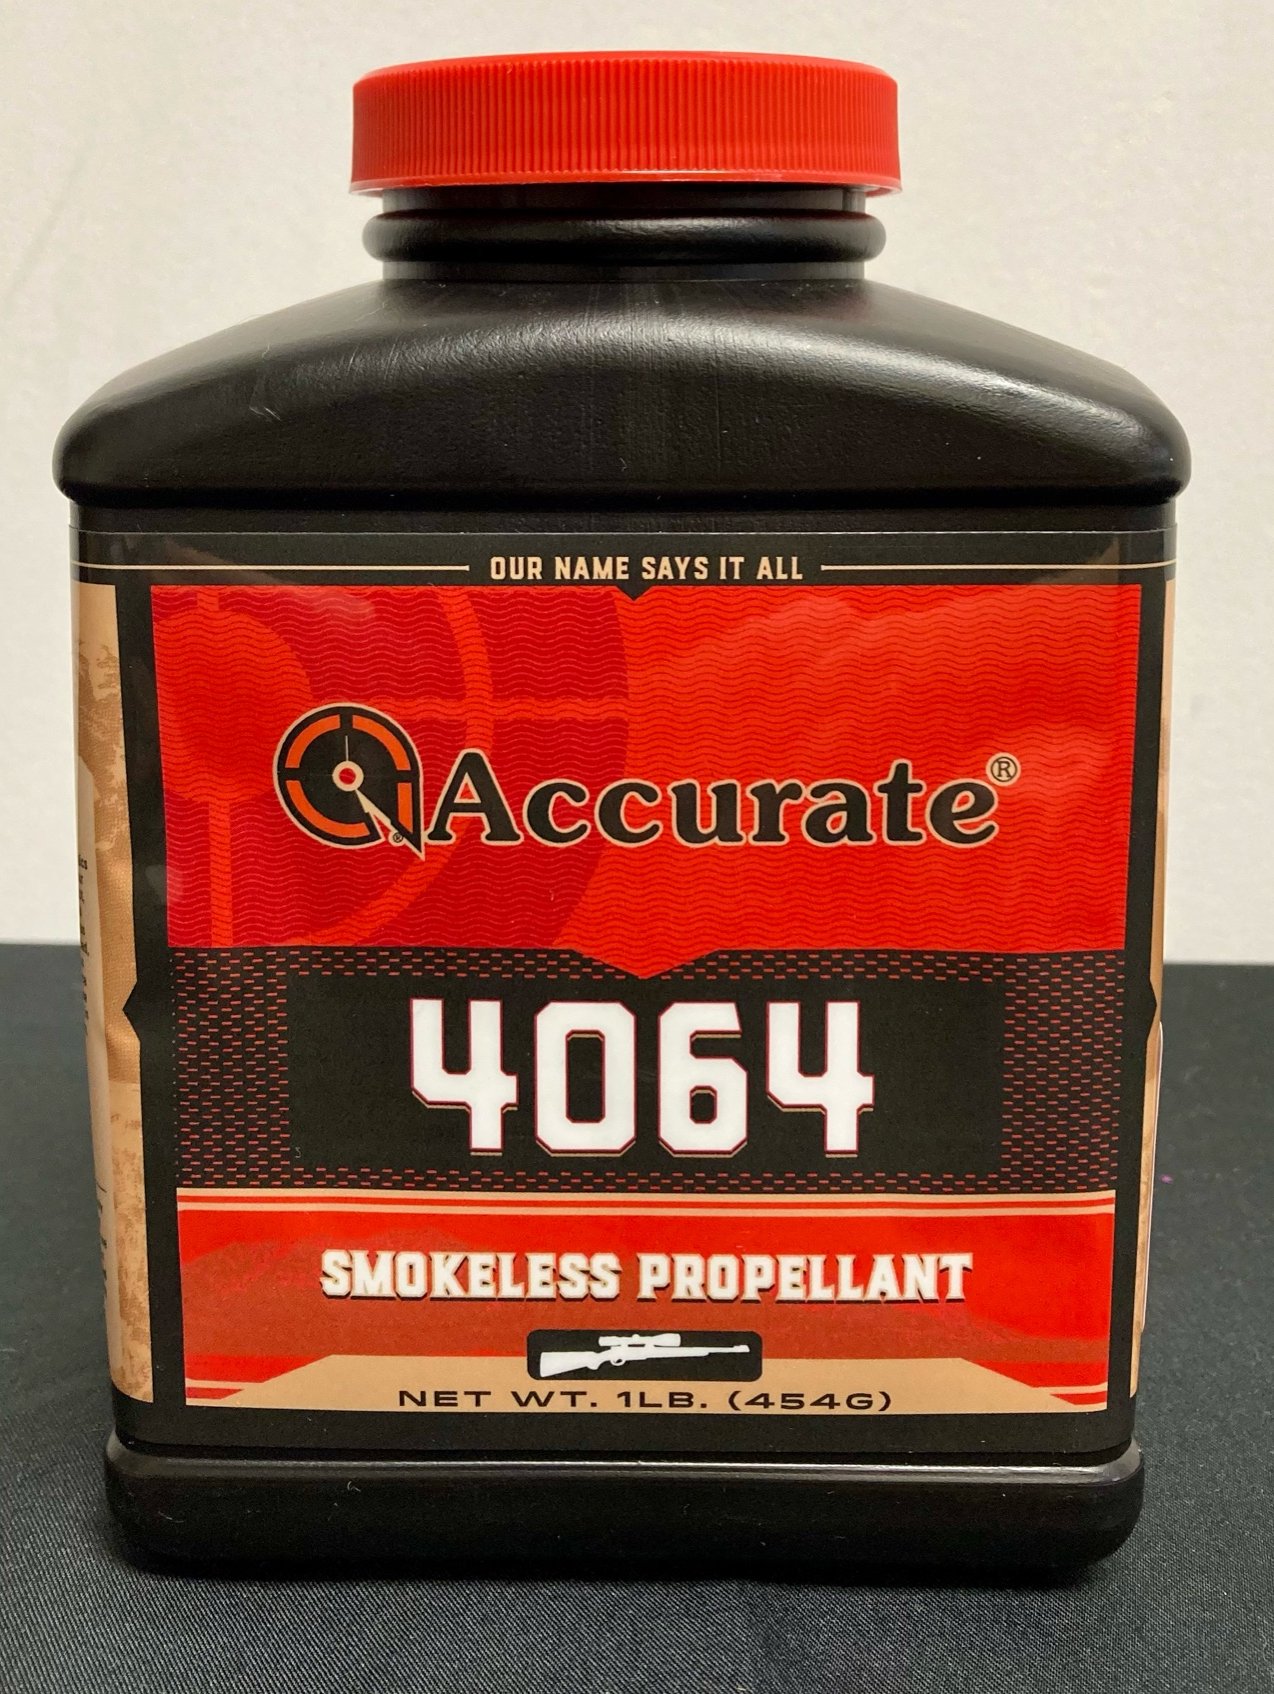 OUR NAME SAYS IT ALL
Accurate®
4064
SMOKELESS PROPELLANT
NET WT. 1LB. (454G)